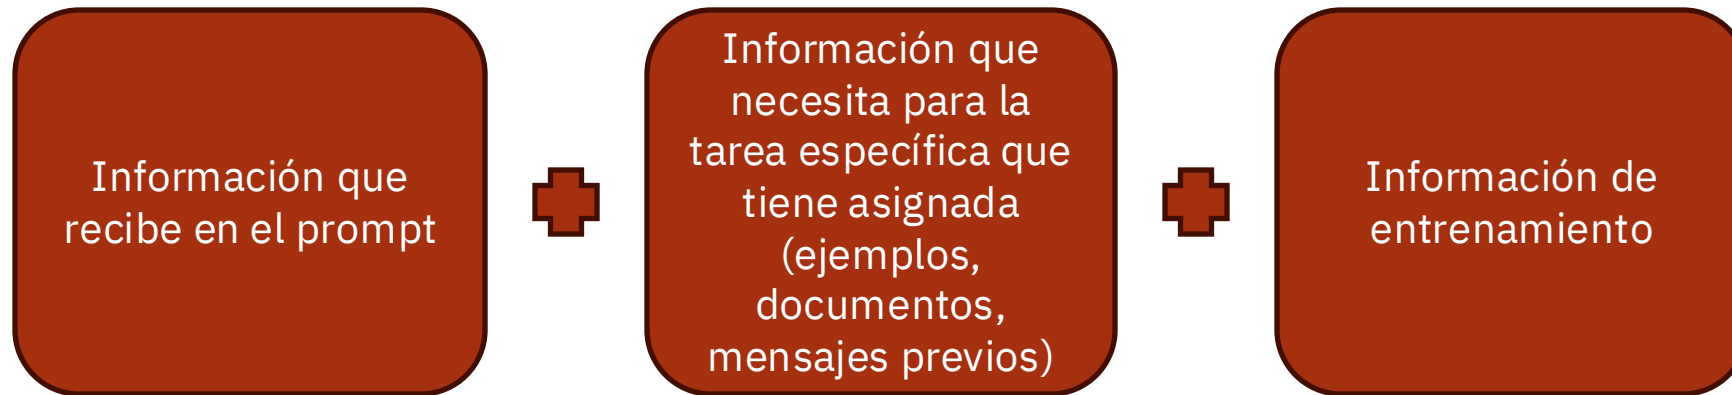 Información que
recibe en el prompt
Información que
necesita para la
tarea específica que
tiene asignada
(ejemplos,
documentos,
mensajes previos)
Información de
entrenamiento